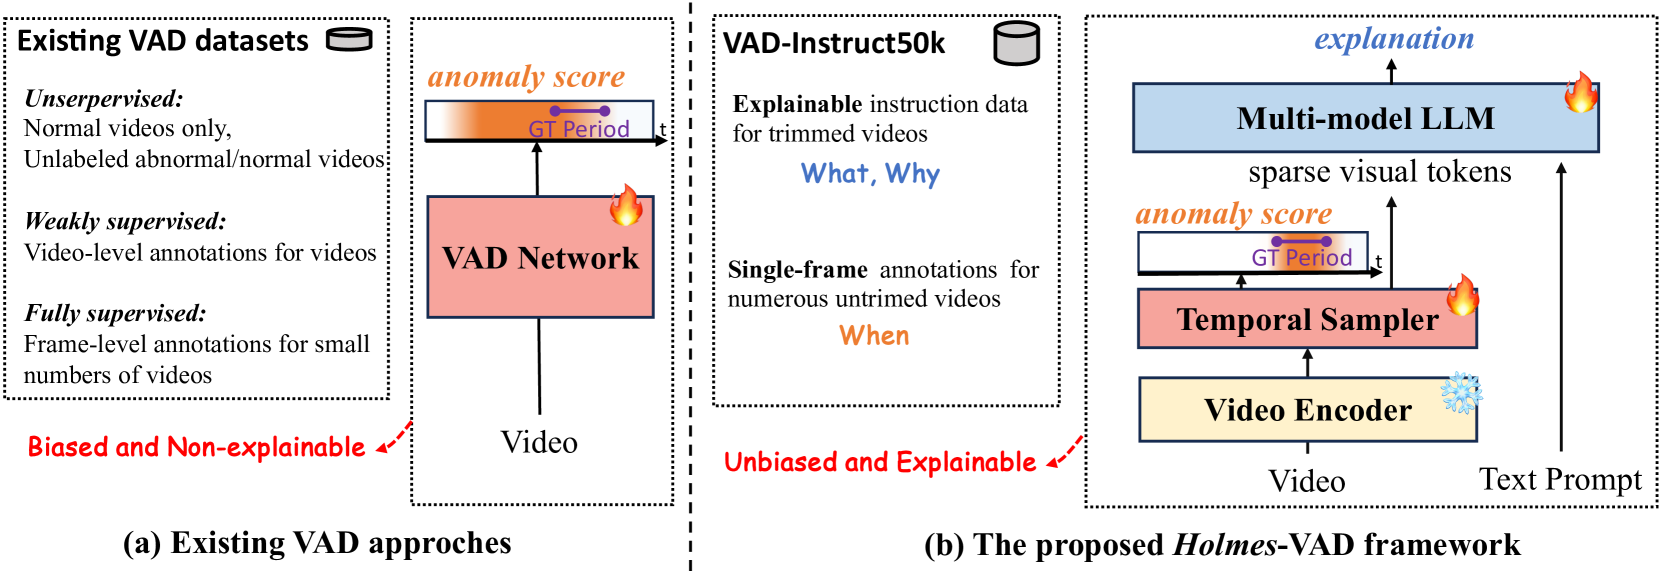 Existing VAD datasets
Unserpervised:
Normal videos only,
Unlabeled abnormal/normal videos
Weakly supervised:
Video-level annotations for videos
Fully supervised:
Frame-level annotations for small
numbers of videos
Biased and Non-explainable
anomaly score
GT Period
t
VAD Network
Video
(a) Existing VAD approches
VAD-Instruct50k
Explainable instruction data
for trimmed videos
What, Why
Single-frame annotations for
numerous untrimed videos
When
Unbiased and Explainable
explanation
Multi-model LLM
sparse visual tokens
anomaly score
GT Period
t
Temporal Sampler
Video Encoder
Video
Text Prompt
(b) The proposed Holmes-VAD framework